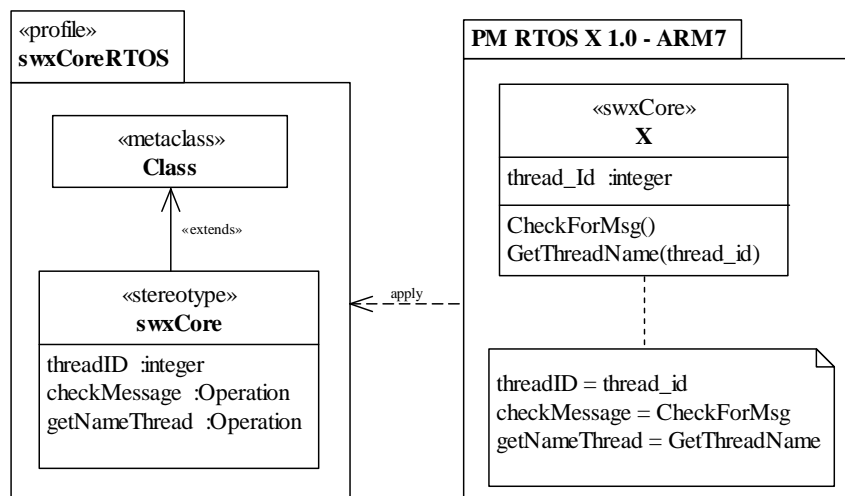 «profile»
swxCoreRTOS
«metaclass»
Class
«extends»
«stereotype»
swxCore
threadID :integer
checkMessage :Operation
getNameThread :Operation
apply
PM RTOS X 1.0 - ARM7
«swxCore»
X
thread_Id :integer
CheckForMsg()
GetThreadName(thread_id)
threadID = thread_id
checkMessage = CheckForMsg
getNameThread = GetThreadName